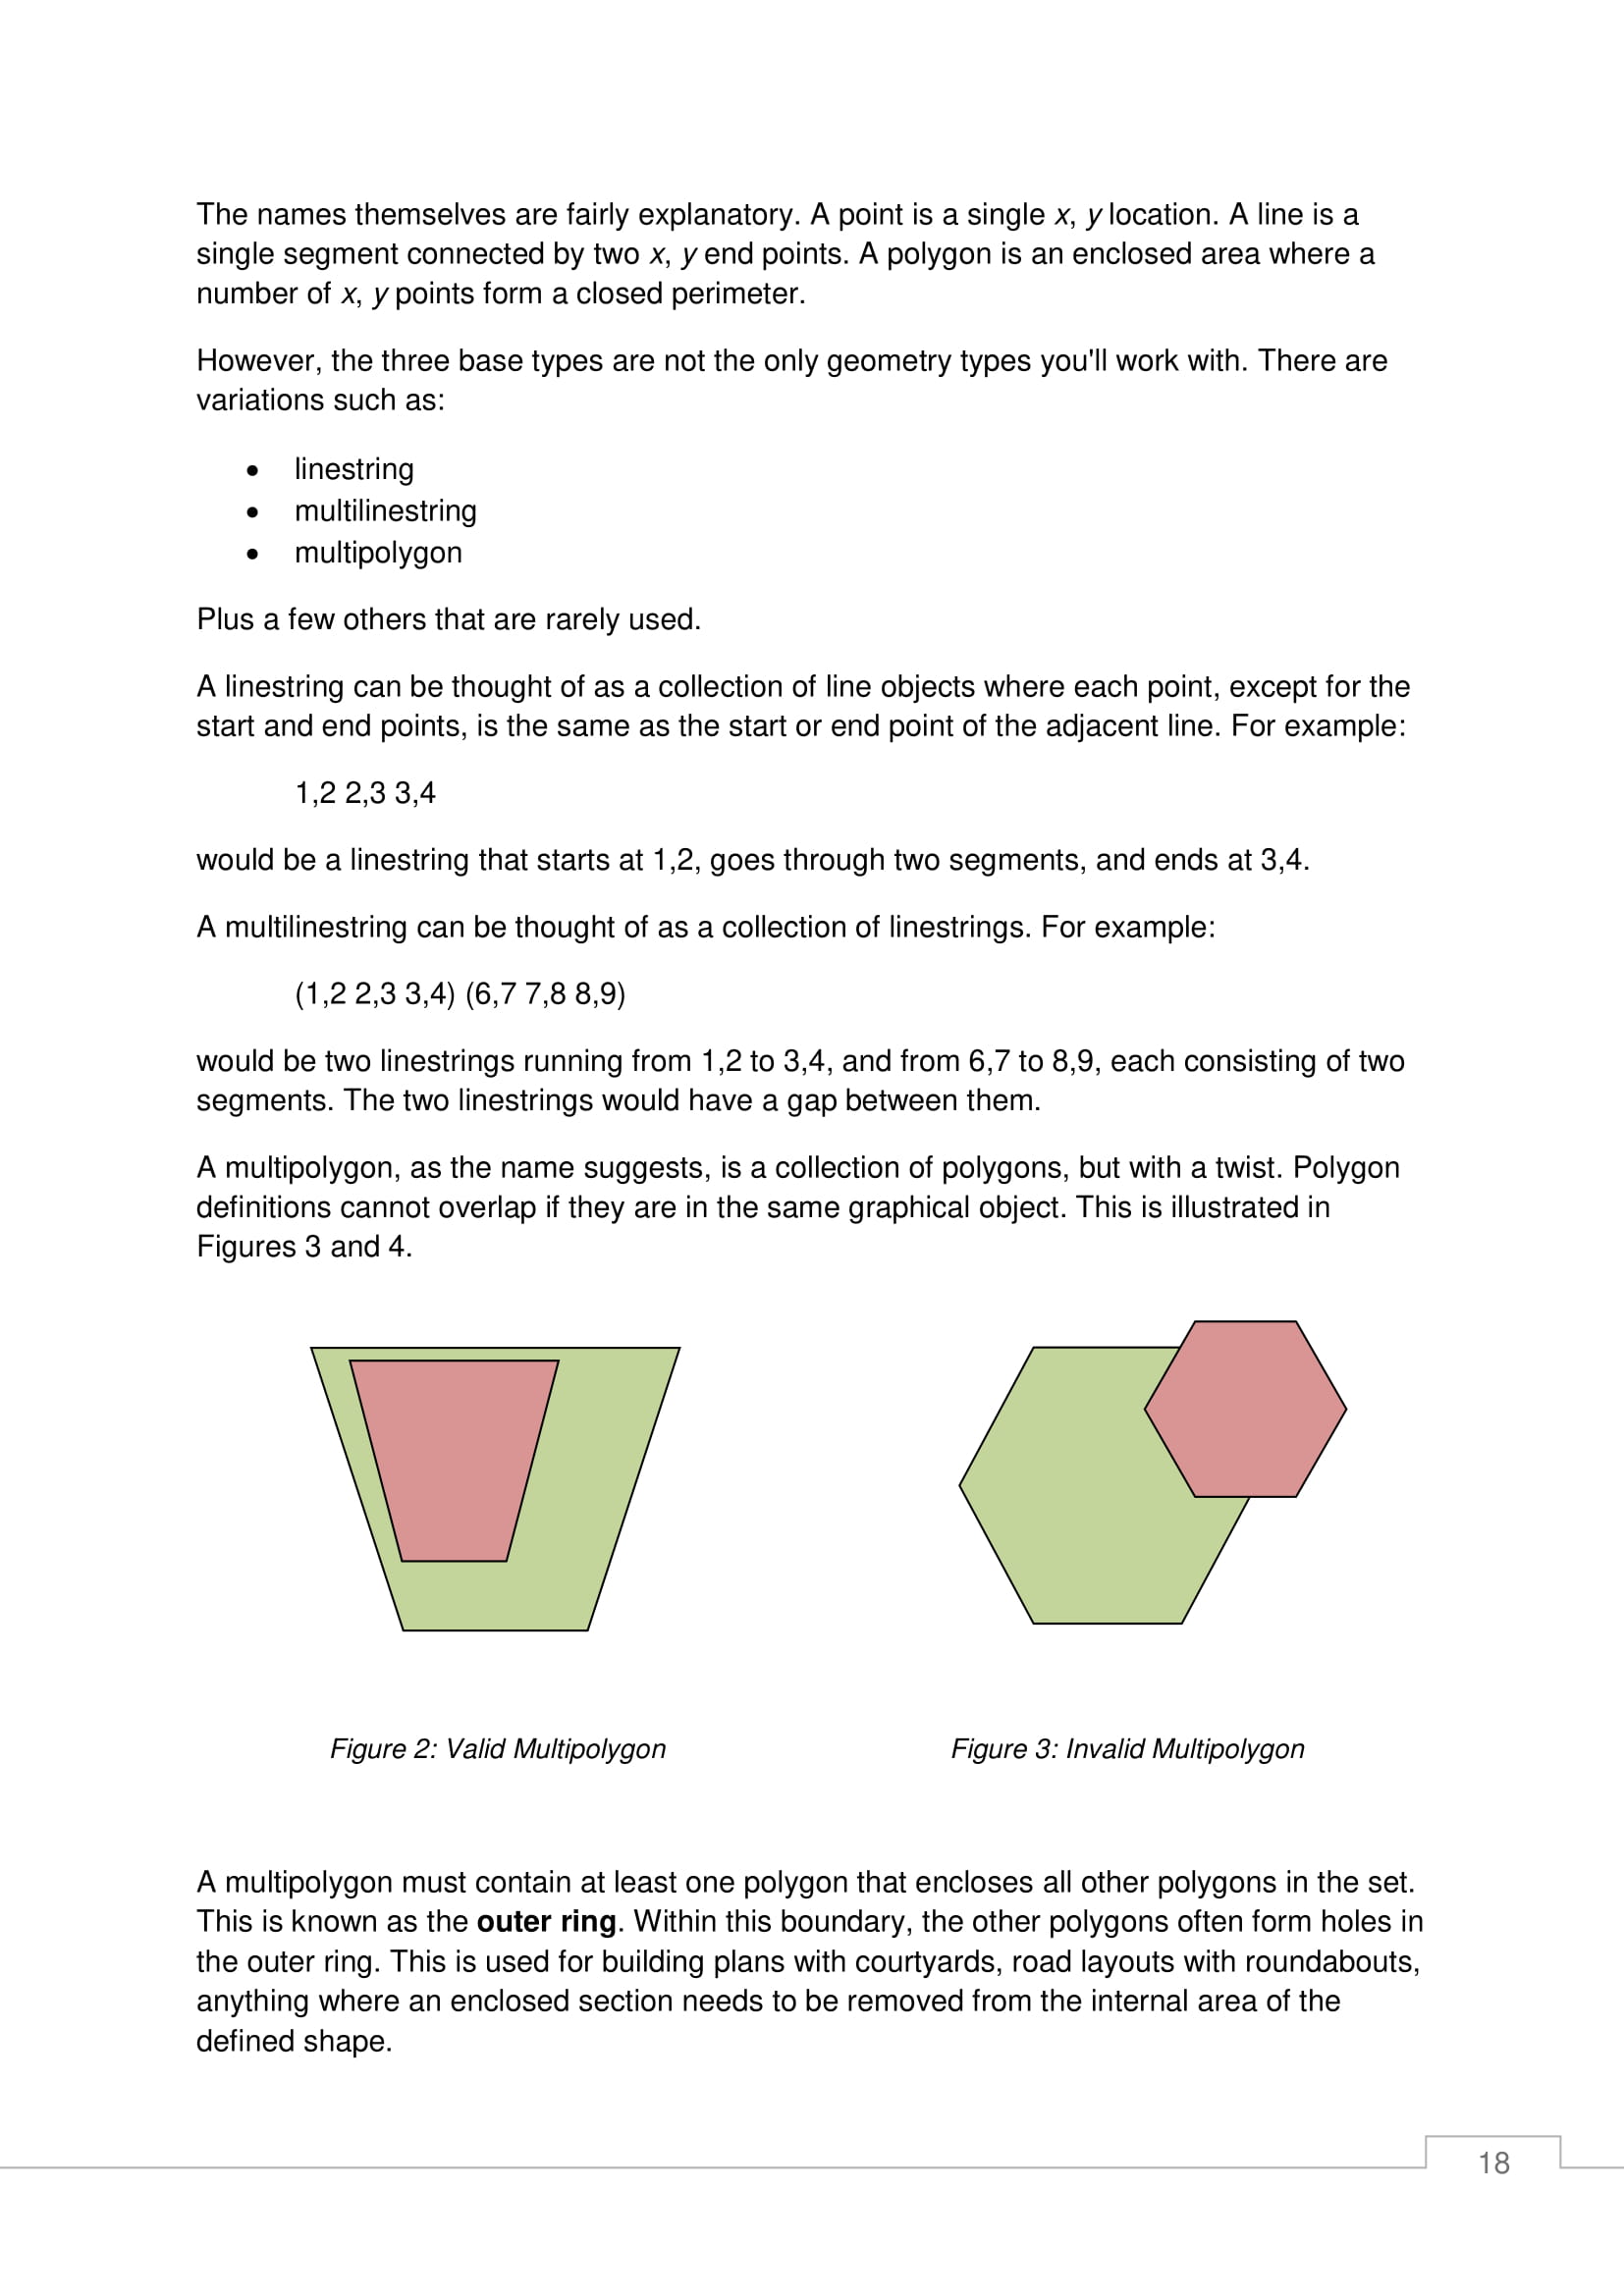 The names themselves are fairly explanatory. A point is a single x, y location. A line is a
single segment connected by two x, y end points. A polygon is an enclosed area where a
number of x, y points form a closed perimeter.
However, the three base types are not the only geometry types you'll work with. There are
variations such as:
• linestring
• multilinestring
• multipolygon
Plus a few others that are rarely used.
A linestring can be thought of as a collection of line objects where each point, except for the
start and end points, is the same as the start or end point of the adjacent line. For example:
1,2 2,3 3,4
would be a linestring that starts at 1,2, goes through two segments, and ends at 3,4.
A multilinestring can be thought of as a collection of linestrings. For example:
(1,2 2,3 3,4) (6,7 7,8 8,9)
would be two linestrings running from 1,2 to 3,4, and from 6,7 to 8,9, each consisting of two
segments. The two linestrings would have a gap between them.
A multipolygon, as the name suggests, is a collection of polygons, but with a twist. Polygon
definitions cannot overlap if they are in the same graphical object. This is illustrated in
Figures 3 and 4.
Figure 2: Valid Multipolygon
Figure 3: Invalid Multipolygon
A multipolygon must contain at least one polygon that encloses all other polygons in the set.
This is known as the outer ring. Within this boundary, the other polygons often form holes in
the outer ring. This is used for building plans with courtyards, road layouts with roundabouts,
anything where an enclosed section needs to be removed from the internal area of the
defined shape.
18